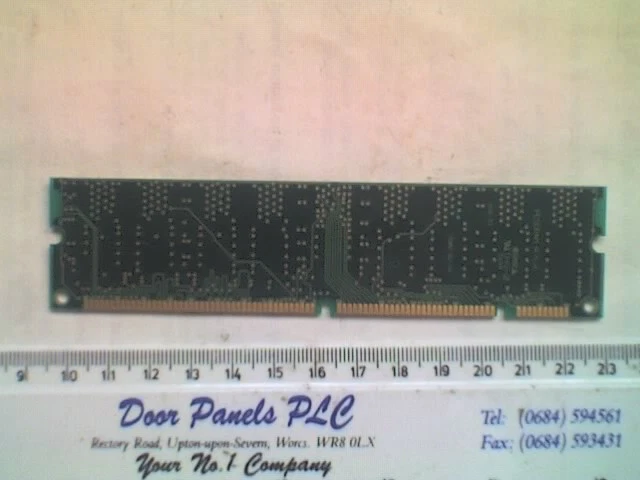 9 10 11 12 13 14 15 16 17 18 19 20 21 22 23
Door Panels PLC
Tel: (0684) 594561
Rectory Road, Upton-upon-Severn, Worcs. WR8 0LX
Fax: (0684) 593431
Your No.1 Company